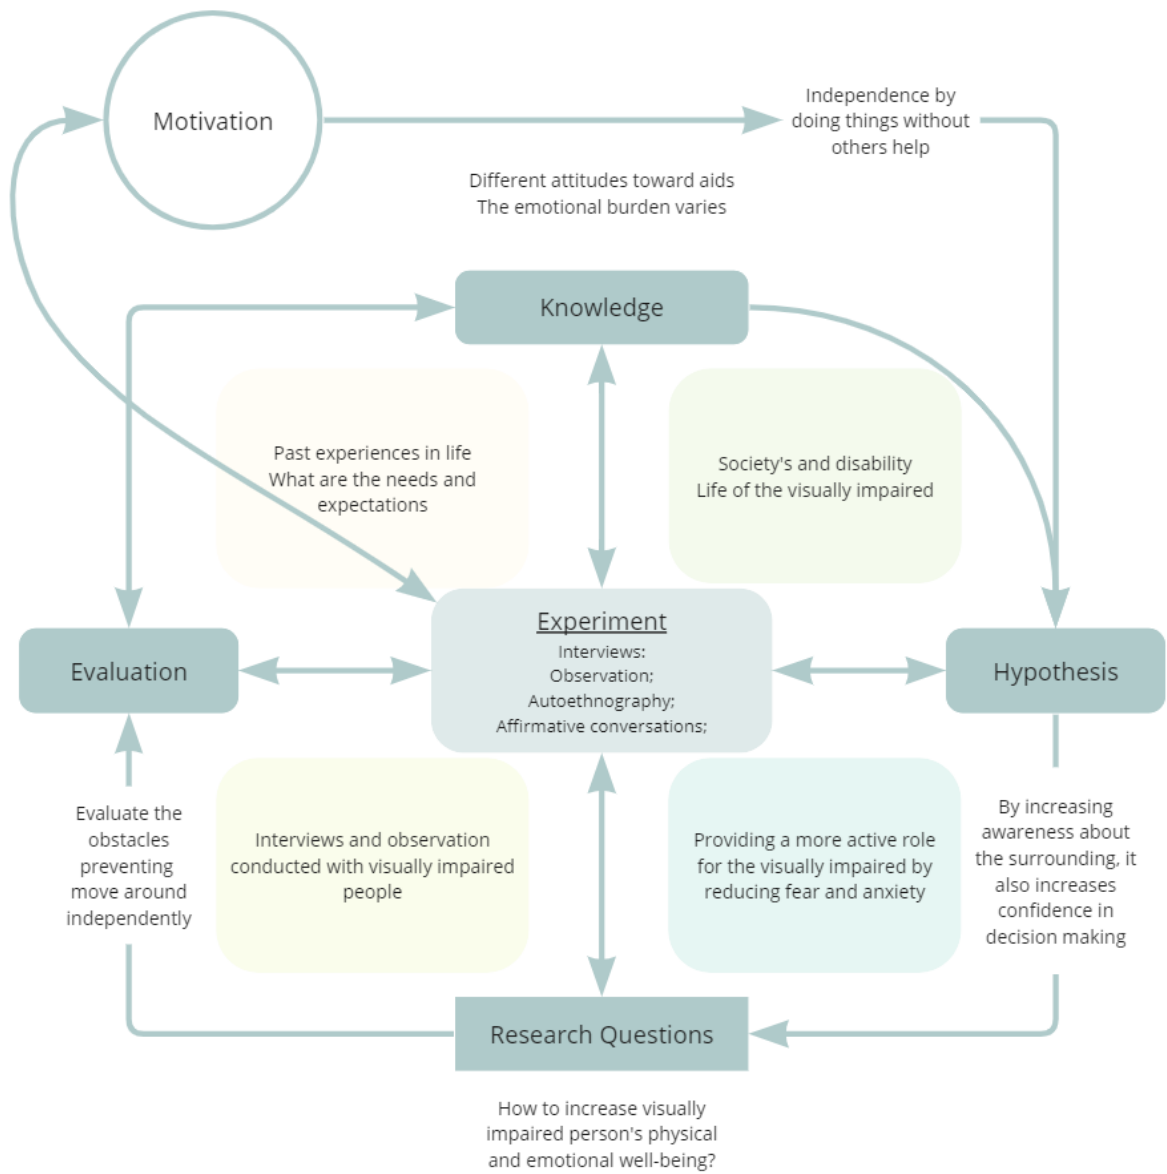 Motivation
Independence by
doing things without
others help
Different attitudes toward aids
The emotional burden varies
Knowledge
Past experiences in life
What are the needs and
expectations
Society's and disability
Life of the visually impaired
Experiment
Interviews:
Observation;
Autoethnography;
Affirmative conversations;
Evaluation
Hypothesis
Evaluate the
obstacles
preventing
move around
independently
Interviews and observation
conducted with visually impaired
people
Providing a more active role
for the visually impaired by
reducing fear and anxiety
By increasing
awareness about
the surrounding, it
also increases
confidence in
decision making
Research Questions
How to increase visually
impaired person's physical
and emotional well-being?